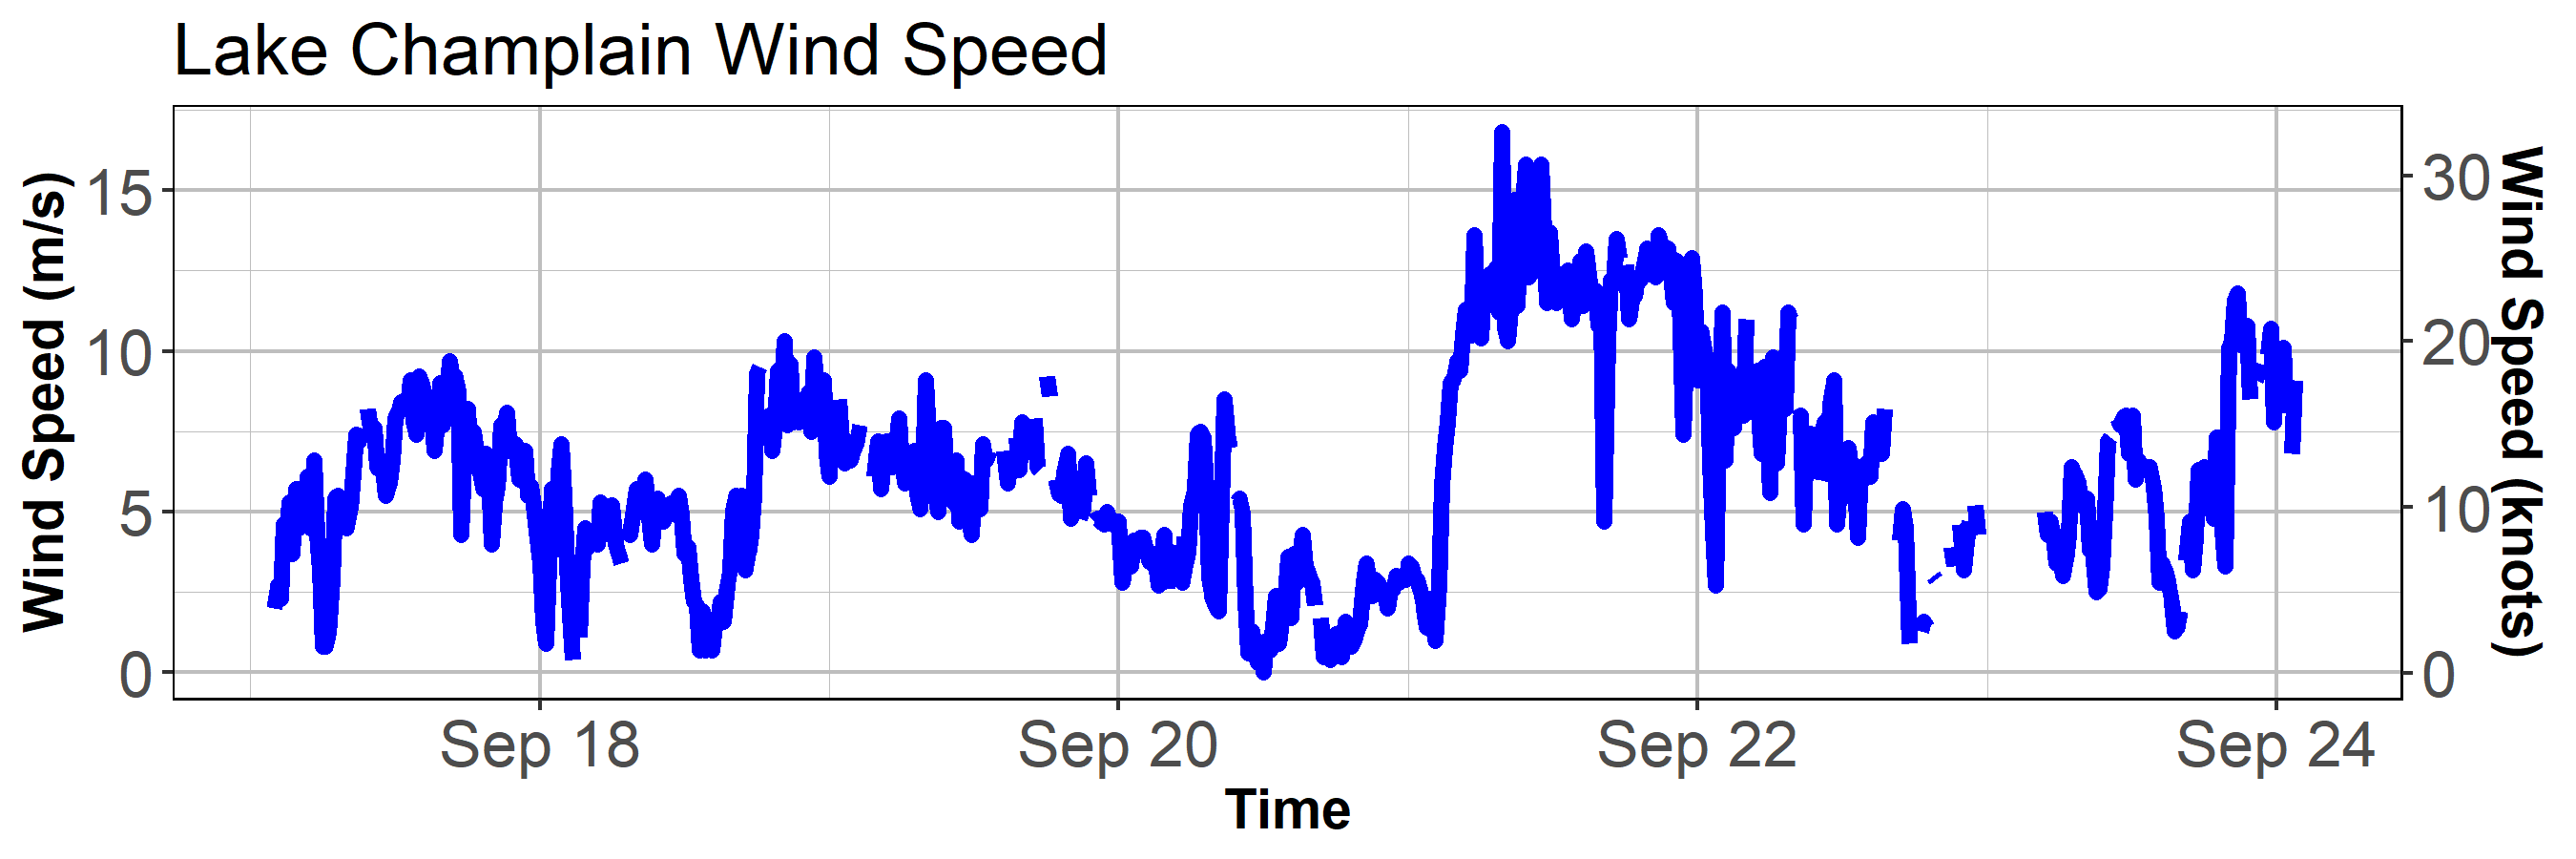 Lake Champlain Wind Speed
Wind Speed (m/s)
15
10
5
0
30
20
10
0
Wind Speed (knots)
Sep 18
Sep 20
Sep 22
Sep 24
Time